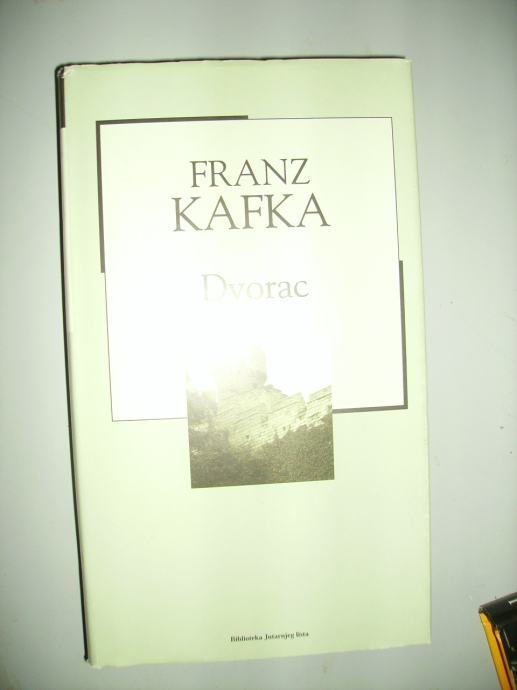 FRANZ
KAFKA
Dvorac
Biblioteka Jutarnjeg lista